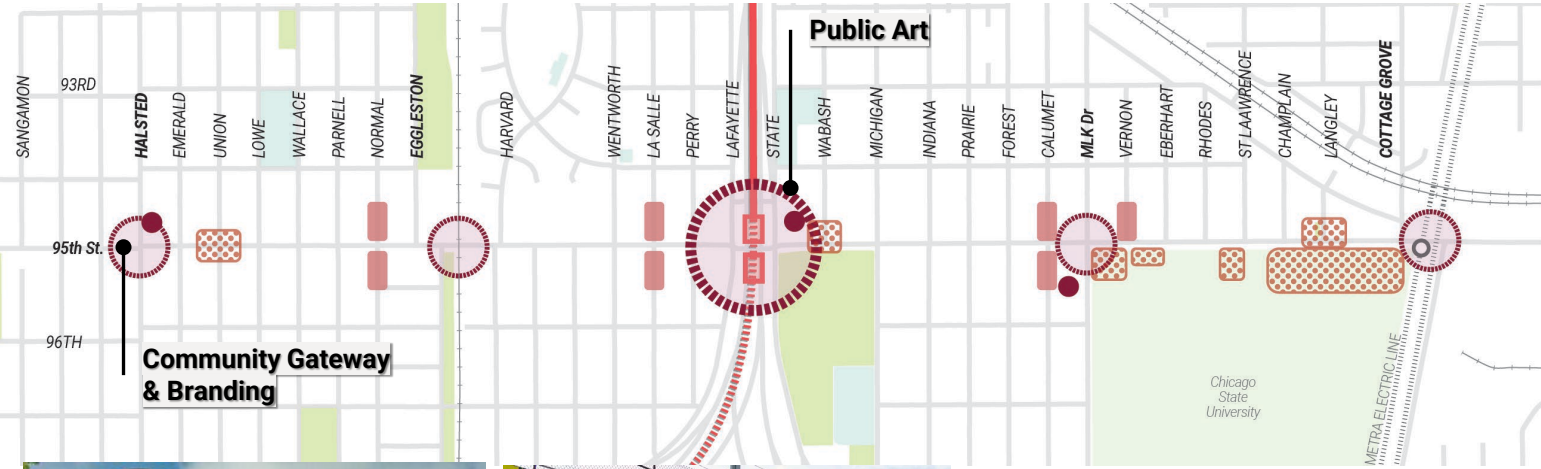 Public Art
93RD
SANGAMON
HALSTED
EMERALD
UNION
LOWE
WALLACE
PARNELL
NORMAL
EGGLESTON
HARVARD
WENTWORTH
LA SALLE
PERRY
LAFAYETTE
STATE
WABASH
MICHIGAN
INDIANA
PRAIRIE
FOREST
CALUMET
MLK Dr
VERNON
EBERHART
RHODES
ST LAWRENCE
CHAMPLAIN
LANGLEY
COTTAGE GROVE
95th St.
96TH
Community Gateway
& Branding
Chicago
State
University
METRA ELECTRIC LINE